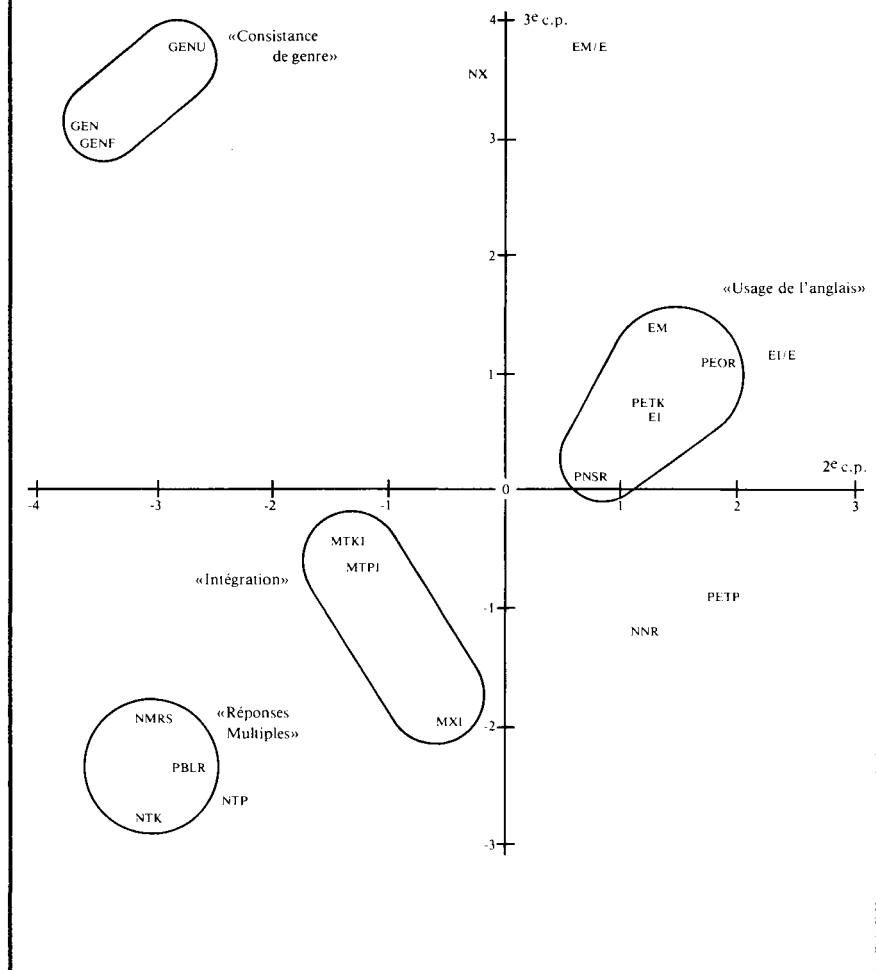 4
3e c.p.
GENU
«Consistance
de genre»
EM/E
NX
GEN
GENF
3
2
«Usage de l'anglais»
EM
PEOR
EI/E
1
PETK
EI
PNSR
2e c.p.
-4
-3
-2
-1
0
1
2
3
MTKI
MTPI
«Intégration»
PETP
-1
NNR
«Réponses
Multiples»
NMRS
MXI
-2
PBLR
NTP
NTK
-3